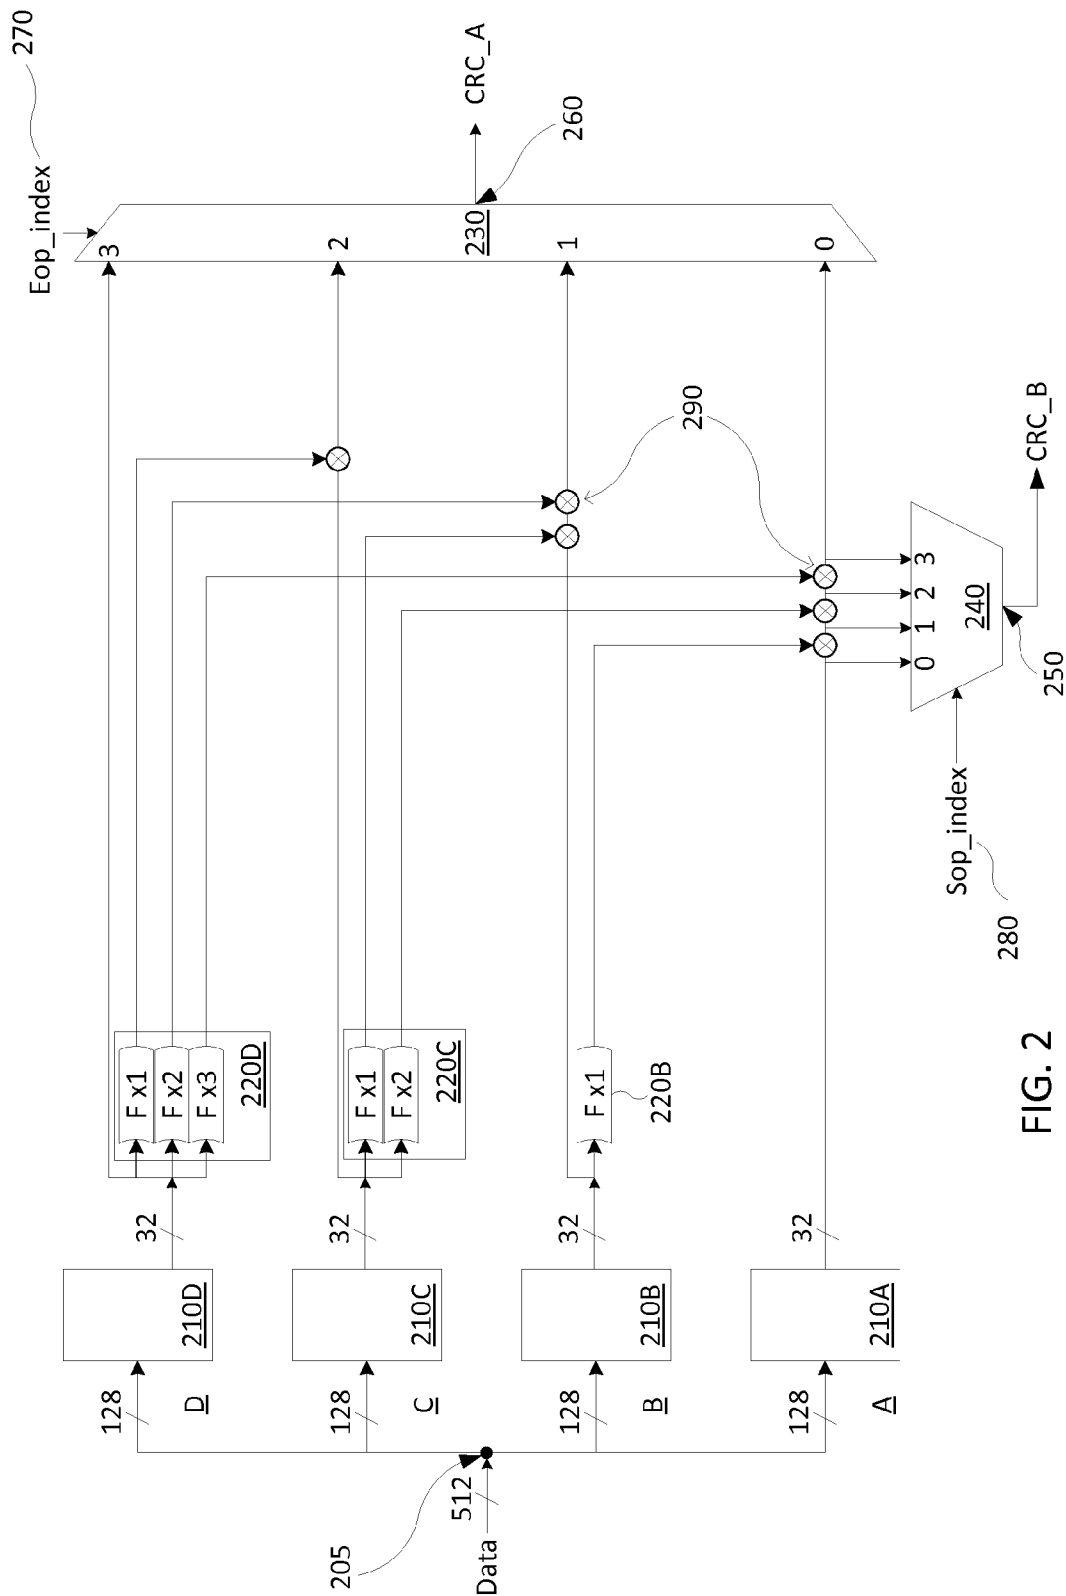 270
Eop_index
3
2
230
1
0
CRC_A
260
290
3
2
1
0
240
CRC_B
250
Sop_index
280
F x1
F x2
F x3
220D
F x1
F x2
220C
F x1
220B
32
32
32
32
210D
210C
210B
210A
128
D
128
C
128
B
128
A
205
512
Data
FIG. 2